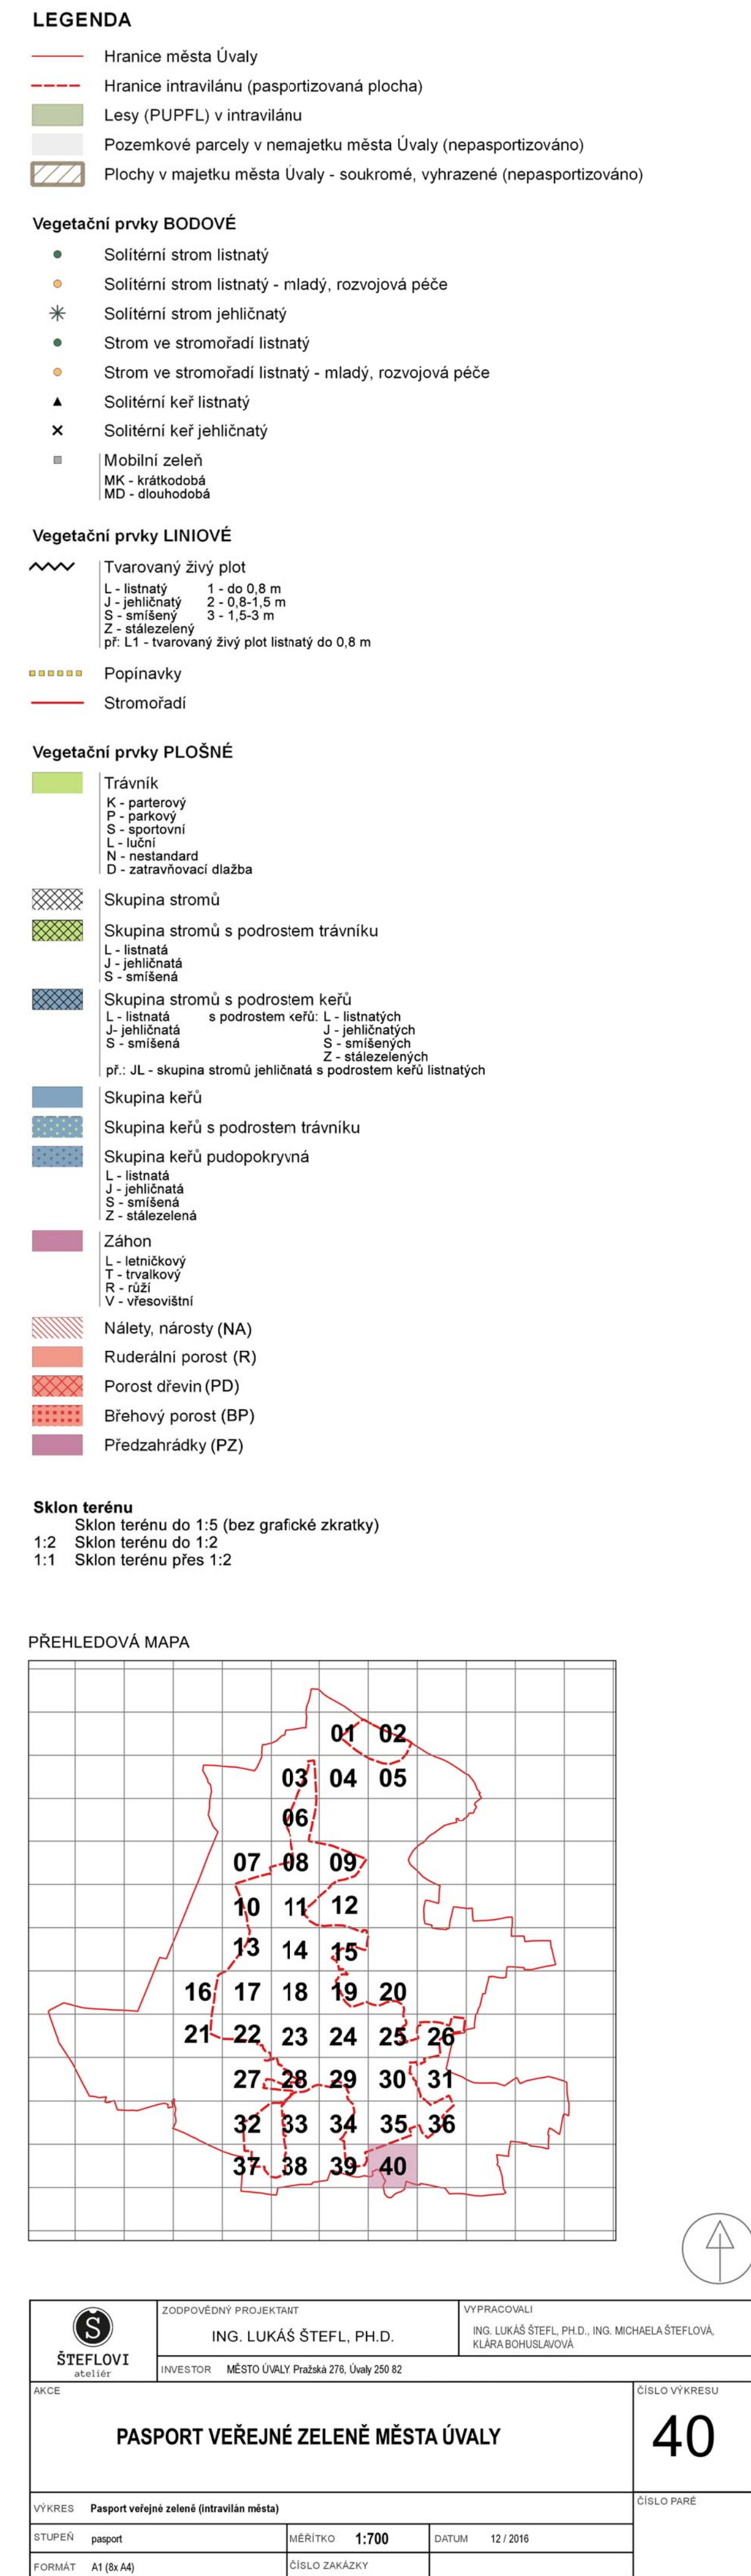 LEGENDA
Hranice města Úvaly
Hranice intravilánu (pasportizovaná plocha)
Lesy (PUPFL) v intravilánu
Pozemkové parcely v nemajetku města Úvaly (nepasportizováno)
Plochy v majetku města Úvaly - soukromé, vyhrazené (nepasportizováno)
Vegetační prvky BODOVÉ
Solitérní strom listnatý
Solitérní strom listnatý - mladý, rozvojová péče
Solitérní strom jehličnatý
Strom ve stromořadí listnatý
Strom ve stromořadí listnatý - mladý, rozvojová péče
Solitérní keř listnatý
Solitérní keř jehličnatý
Mobilní zeleň
MK - krátkodobá
MD - dlouhodobá
Vegetační prvky LINIOVÉ
Tvarovaný živý plot
L - listnatý 1 - do 0,8 m
J - jehličnatý 2 - 0,8-1,5 m
S - smíšený 3 - 1,5-3 m
Z - stálezelený
př: L1 - tvarovaný živý plot listnatý do 0,8 m
Popínavky
Stromořadí
Vegetační prvky PLOŠNÉ
Trávník
K - parterový
P - parkový
S - sportovní
L - luční
N - nestandard
D - zatravňovací dlažba
Skupina stromů
Skupina stromů s podrostem trávníku
L - listnatá
J - jehličnatá
S - smíšená
Skupina stromů s podrostem keřů
L - listnatá s podrostem keřů: L - listnatých
J- jehličnatá J - jehličnatých
S - smíšená S - smíšených
Z - stálezelených
př.: JL - skupina stromů jehličnatá s podrostem keřů listnatých
Skupina keřů
Skupina keřů s podrostem trávníku
Skupina keřů pudopokryvná
L - listnatá
J - jehličnatá
S - smíšená
Z - stálezelená
Záhon
L - letničkový
T - trvalkový
R - růží
V - vřesovištní
Nálety, nárosty (NA)
Ruderální porost (R)
Porost dřevin (PD)
Břehový porost (BP)
Předzahrádky (PZ)
Sklon terénu
Sklon terénu do 1:5 (bez grafické zkratky)
1:2 Sklon terénu do 1:2
1:1 Sklon terénu přes 1:2
PŘEHLEDOVÁ MAPA
01 02
03 04 05
06
07 08 09
10 11 12
13 14 15
16 17 18 19 20
21 22 23 24 25 26
27 28 29 30 31
32 33 34 35 36
37 38 39 40
Š
ŠTEFLOVI
ateliér
ZODPOVĚDNÝ PROJEKTANT
ING. LUKÁŠ ŠTEFL, PH.D.
VYPRACOVALI
ING. LUKÁŠ ŠTEFL, PH.D., ING. MICHAELA ŠTEFLOVÁ,
KLÁRA BOHUSLAVOVÁ
INVESTOR MĚSTO ÚVALY. Pražská 276, Úvaly 250 82
AKCE
PASPORT VEŘEJNÉ ZELENĚ MĚSTA ÚVALY
ČÍSLO VÝKRESU
40
VÝKRES Pasport veřejné zeleně (intravilán města)
ČÍSLO PARÉ
STUPEŇ pasport MĚŘÍTKO 1:700 DATUM 12 / 2016
FORMÁT A1 (8x A4) ČÍSLO ZAKÁZKY